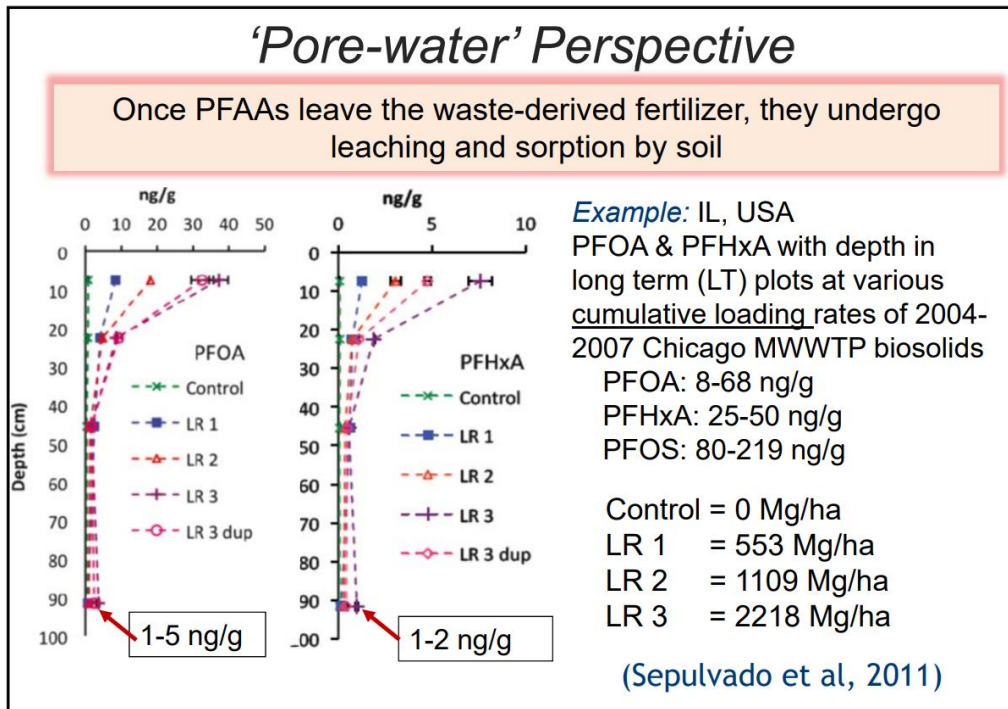 ‘Pore-water’ Perspective
Once PFAAs leave the waste-derived fertilizer, they undergo
leaching and sorption by soil
ng/g
0 10 20 30 40 50
0
10
20
30
40
50
60
70
80
90
100
Depth (cm)
PFOA
Control
LR 1
LR 2
LR 3
LR 3 dup
1-5 ng/g
ng/g
0 5 10
0
10
20
30
40
50
60
70
80
90
.00
PFHxA
Control
LR 1
LR 2
LR 3
LR 3 dup
1-2 ng/g
Example: IL, USA
PFOA & PFHxA with depth in
long term (LT) plots at various
cumulative loading rates of 2004-
2007 Chicago MWWTP biosolids
PFOA: 8-68 ng/g
PFHxA: 25-50 ng/g
PFOS: 80-219 ng/g
Control = 0 Mg/ha
LR 1 = 553 Mg/ha
LR 2 = 1109 Mg/ha
LR 3 = 2218 Mg/ha
(Sepulvado et al, 2011)